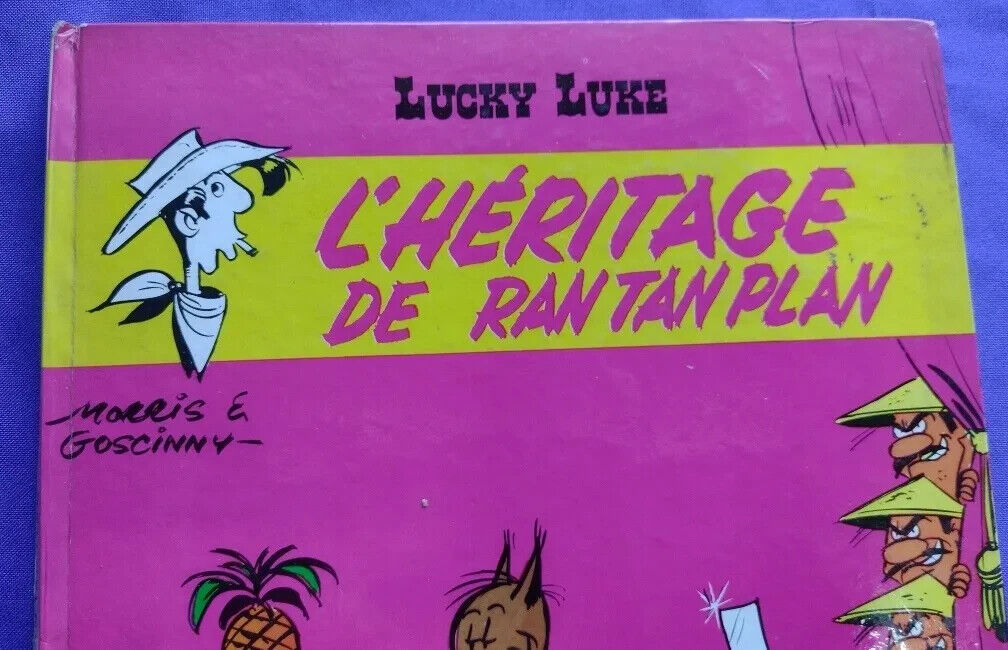 LUCKY LUKE
L'HÉRITAGE
DE RANTANPLAN
MORRIS &
GOSCINNY